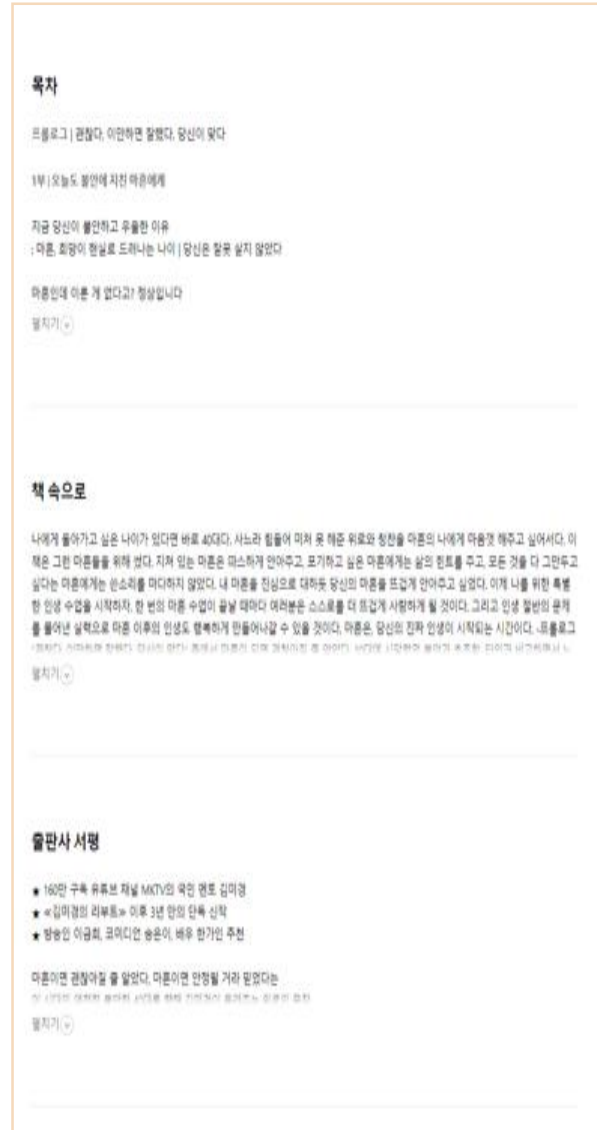 목차
프롤로그 | 괜찮다, 이만하면 잘했다, 당신이 맞다
1부 | 오늘도 불안에 지친 마흔에게
지금 당신이 불안하고 우울한 이유
: 마흔, 희망이 현실로 드러나는 나이 | 당신은 잘못 살지 않았다
마흔인데 이룬 게 없다고? 정상입니다
펼치기
책 속으로
나에게 돌아가고 싶은 나이가 있다면 바로 40대다. 사느라 힘들어 미처 못 해준 위로와 칭찬을 마흔의 나에게 마음껏 해주고 싶어서다. 이
책은 그런 마흔들을 위해 썼다. 지쳐 있는 마흔은 따스하게 안아주고, 포기하고 싶은 마흔에게는 삶의 힌트를 주고, 모든 것을 다 그만두고
싶다는 마흔에게는 쓴소리를 마다하지 않았다. 내 마흔을 진심으로 대하듯 당신의 마흔을 뜨겁게 안아주고 싶었다. 이제 나를 위한 특별
한 인생 수업을 시작하자. 한 번의 마흔 수업이 끝날 때마다 여러분은 스스로를 더 뜨겁게 사랑하게 될 것이다. 그리고 인생 절반의 문제
를 풀어낸 실력으로 마흔 이후의 인생도 행복하게 만들어나갈 수 있을 것이다. 마흔은, 당신의 진짜 인생이 시작되는 시간이다. -프롤로그
펼치기
출판사 서평
★ 160만 구독 유튜브 채널 MKTV의 국민 멘토 김미경
★ ≪김미경의 리부트≫ 이후 3년 만의 단독 신작
★ 방송인 이금희, 코미디언 송은이, 배우 한가인 추천
마흔이면 괜찮아질 줄 알았다, 마흔이면 안정될 거라 믿었다는
펼치기